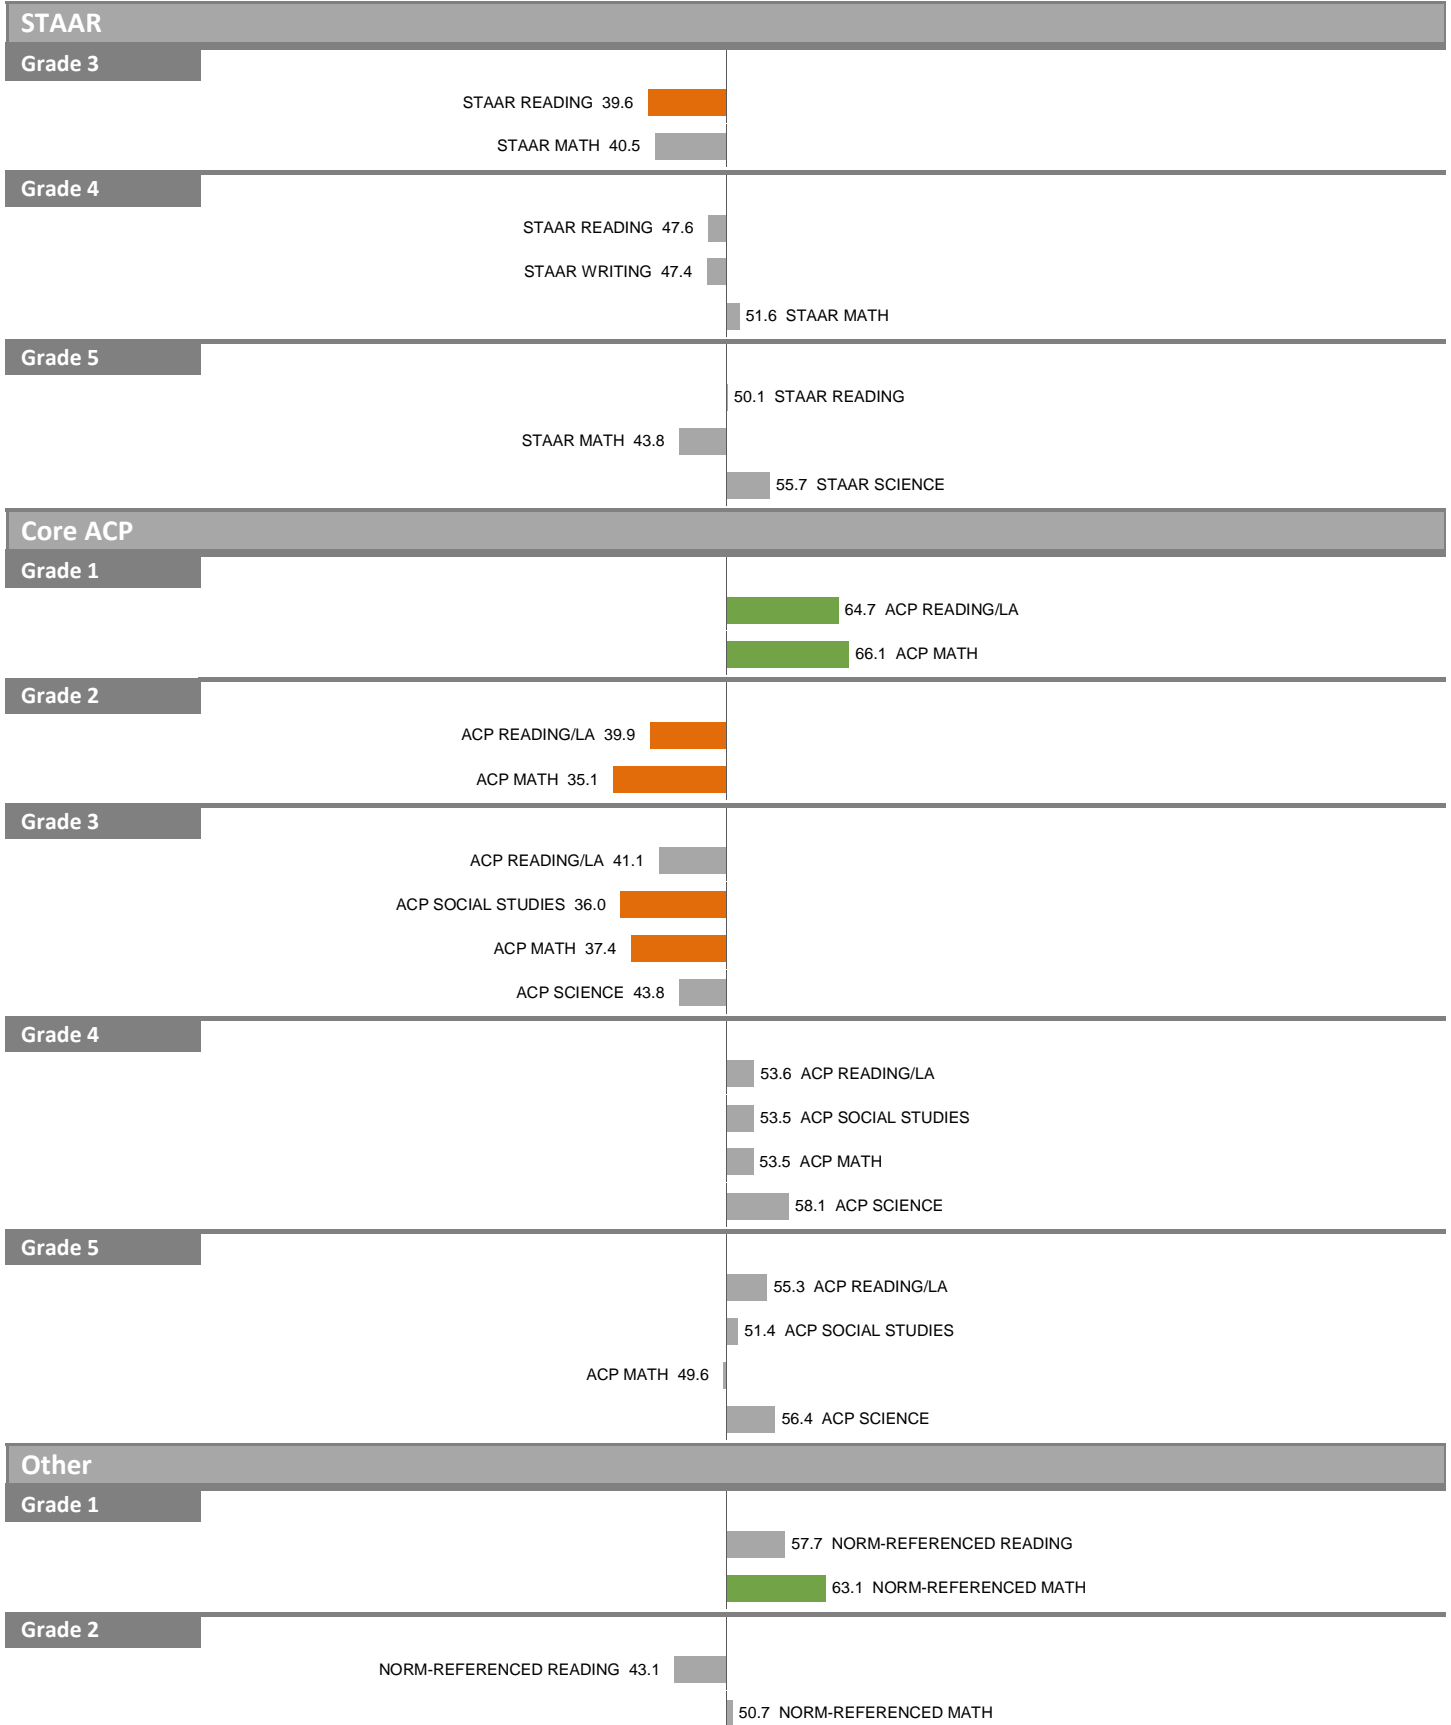 STAAR
Grade 3
STAAR READING 39.6
STAAR MATH 40.5
Grade 4
STAAR READING 47.6
STAAR WRITING 47.4
51.6 STAAR MATH
Grade 5
50.1 STAAR READING
STAAR MATH 43.8
55.7 STAAR SCIENCE
Core ACP
Grade 1
64.7 ACP READING/LA
66.1 ACP MATH
Grade 2
ACP READING/LA 39.9
ACP MATH 35.1
Grade 3
ACP READING/LA 41.1
ACP SOCIAL STUDIES 36.0
ACP MATH 37.4
ACP SCIENCE 43.8
Grade 4
53.6 ACP READING/LA
53.5 ACP SOCIAL STUDIES
53.5 ACP MATH
58.1 ACP SCIENCE
Grade 5
55.3 ACP READING/LA
51.4 ACP SOCIAL STUDIES
ACP MATH 49.6
56.4 ACP SCIENCE
Other
Grade 1
57.7 NORM-REFERENCED READING
63.1 NORM-REFERENCED MATH
Grade 2
NORM-REFERENCED READING 43.1
50.7 NORM-REFERENCED MATH